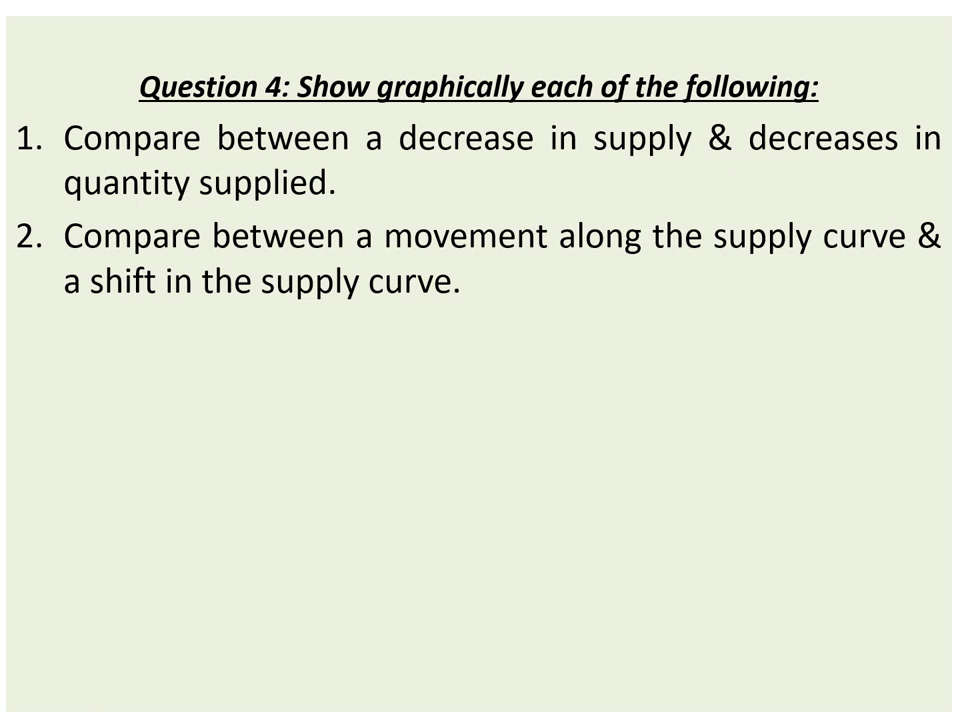 Question 4: Show graphically each of the following:
1. Compare between a decrease in supply & decreases in
quantity supplied.
2. Compare between a movement along the supply curve &
a shift in the supply curve.